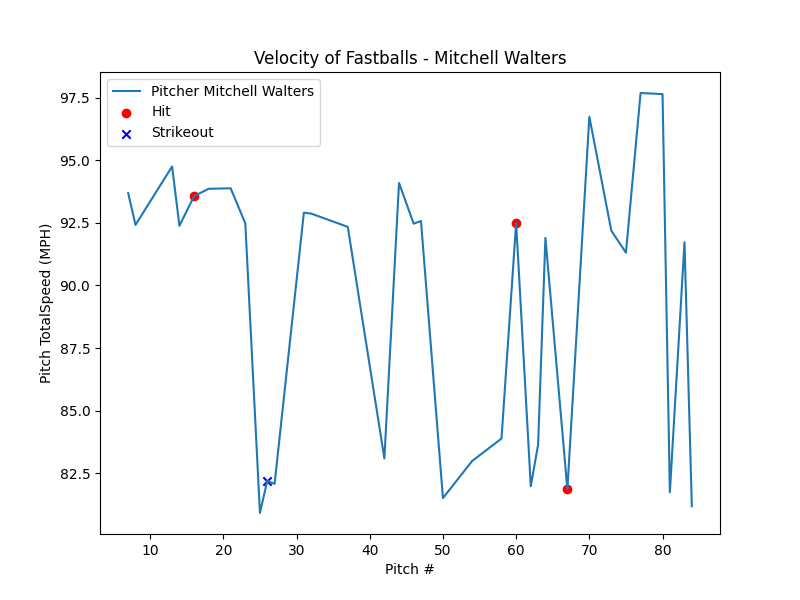 Velocity of Fastballs - Mitchell Walters
Pitcher Mitchell Walters
Hit
Strikeout
97.5
95.0
92.5
90.0
87.5
85.0
82.5
Pitch TotalSpeed (MPH)
10 20 30 40 50 60 70 80
Pitch #